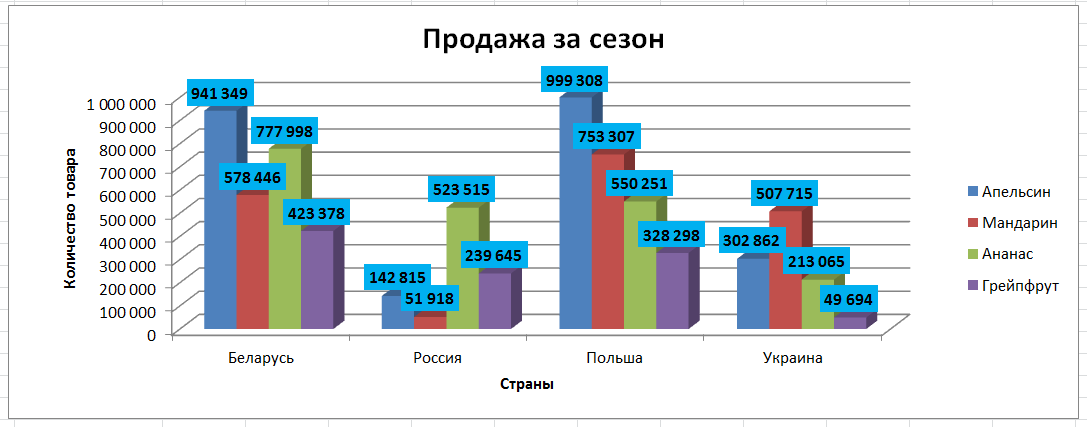 Продажа за сезон
Количество товара
1 000 000
900 000
800 000
700 000
600 000
500 000
400 000
300 000
200 000
100 000
0
941 349
578 446
777 998
423 378
142 815
51 918
523 515
239 645
999 308
753 307
550 251
328 298
302 862
507 715
213 065
49 694
Беларусь
Россия
Польша
Украина
Страны
Апельсин
Мандарин
Ананас
Грейпфрут